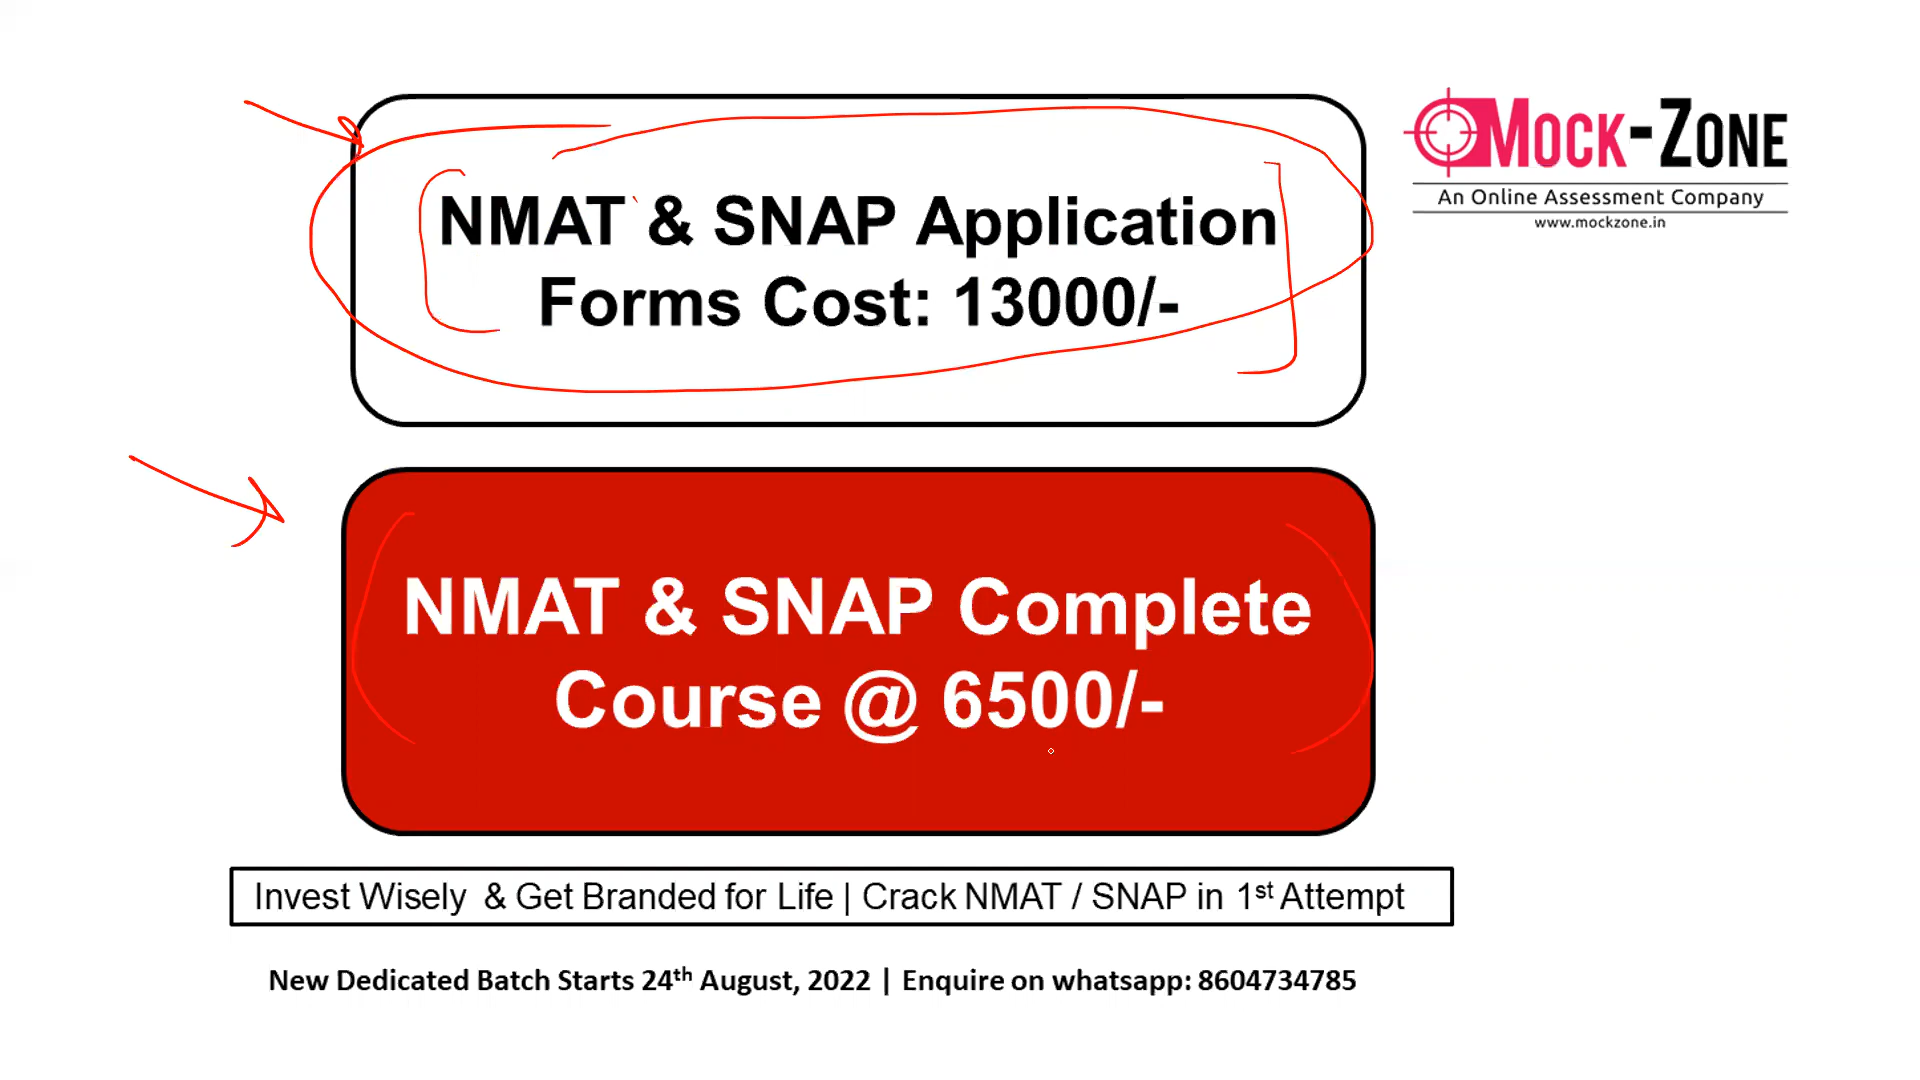 MOCK-ZONE
An Online Assessment Company
www.mockzone.in
NMAT & SNAP Application
Forms Cost: 13000/-
NMAT & SNAP Complete
Course @ 6500/-
Invest Wisely & Get Branded for Life | Crack NMAT / SNAP in 1st Attempt
New Dedicated Batch Starts 24th August, 2022 | Enquire on whatsapp: 8604734785